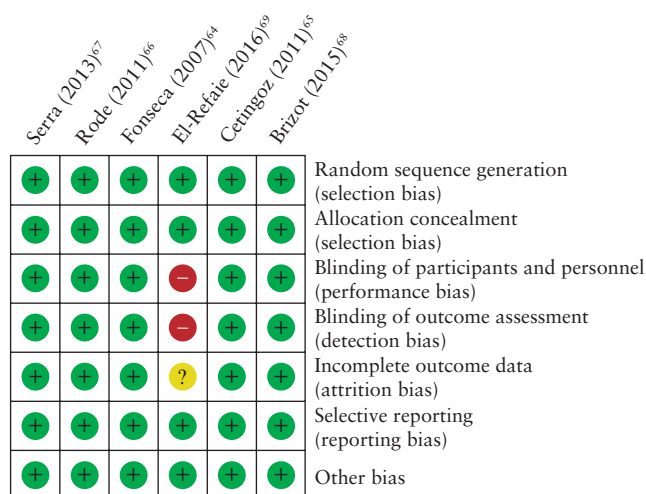 Serra (2013)67
Rode (2011)66
Fonseca (2007)64
El-Refaie (2016)69
Cetingoz (2011)65
Brizot (2015)68
+ + + + + + Random sequence generation
(selection bias)
+ + + + + + Allocation concealment
(selection bias)
+ + + − + + Blinding of participants and personnel
(performance bias)
+ + + − + + Blinding of outcome assessment
(detection bias)
+ + + ? + + Incomplete outcome data
(attrition bias)
+ + + + + + Selective reporting
(reporting bias)
+ + + + + + Other bias